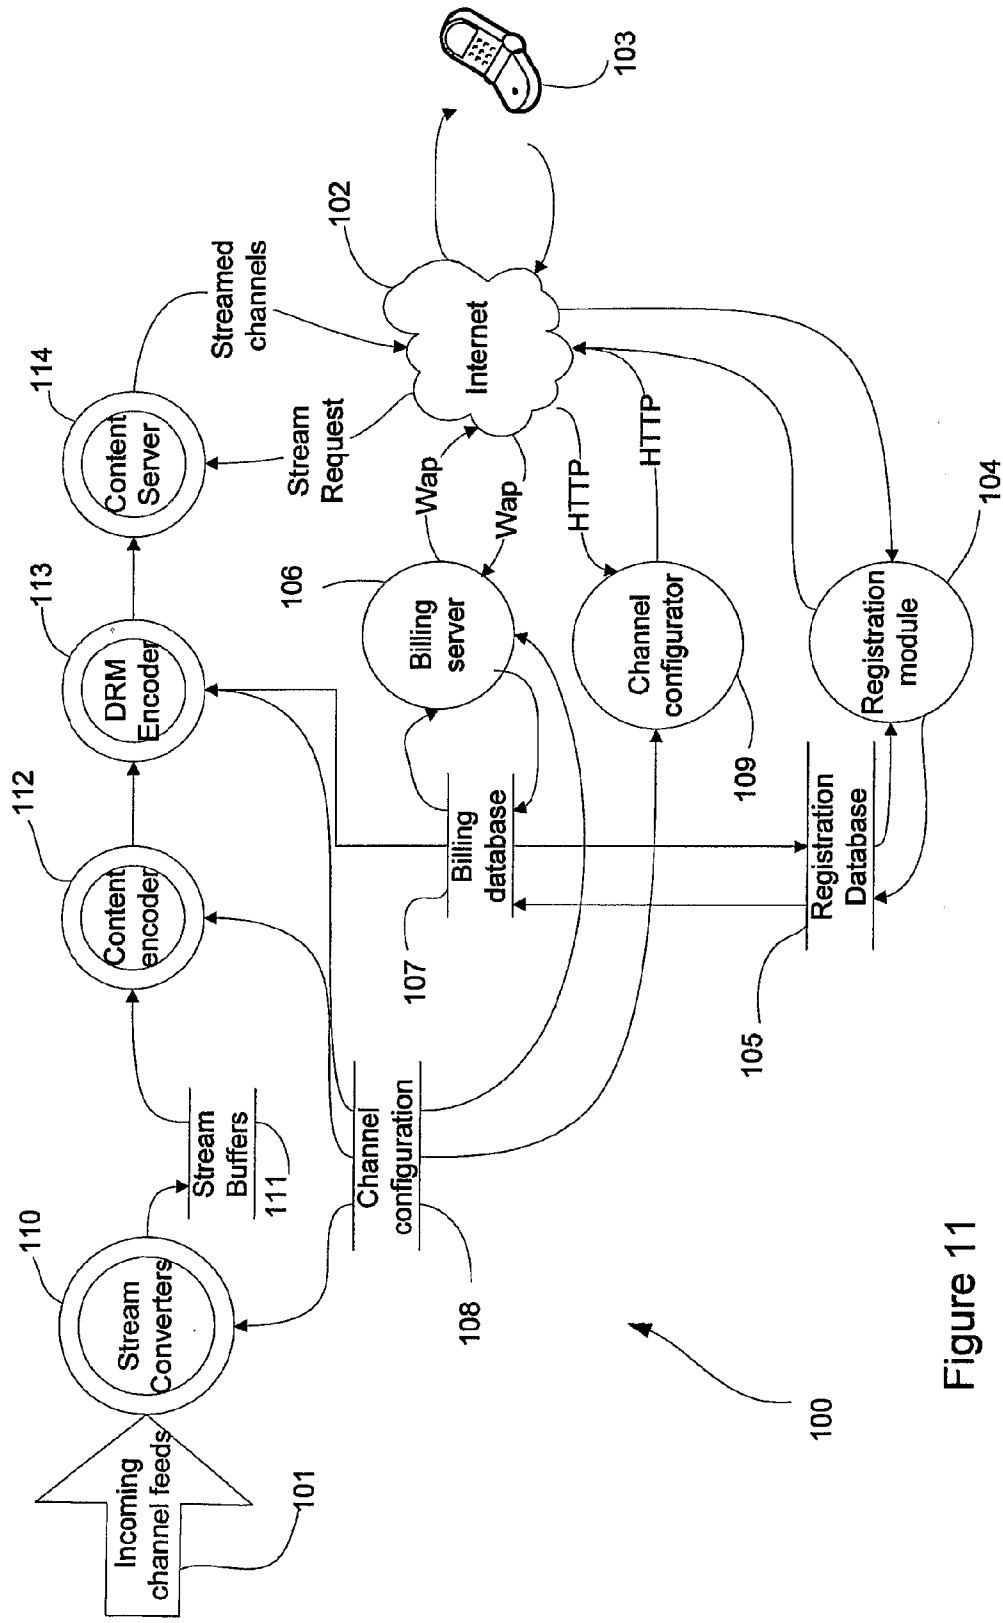 110
112
113
114
Incoming
channel feeds
101
Stream
Converters
Stream
Buffers
111
Content
encoder
DRM
Encoder
Content
Server
Streamed
channels
Stream
Request
102
103
Channel
configuration
108
107
Billing
database
106
Billing
server
Wap
Wap
Internet
HTTP
HTTP
Channel
configurator
109
105
Registration
Database
Registration
module
104
100
Figure 11